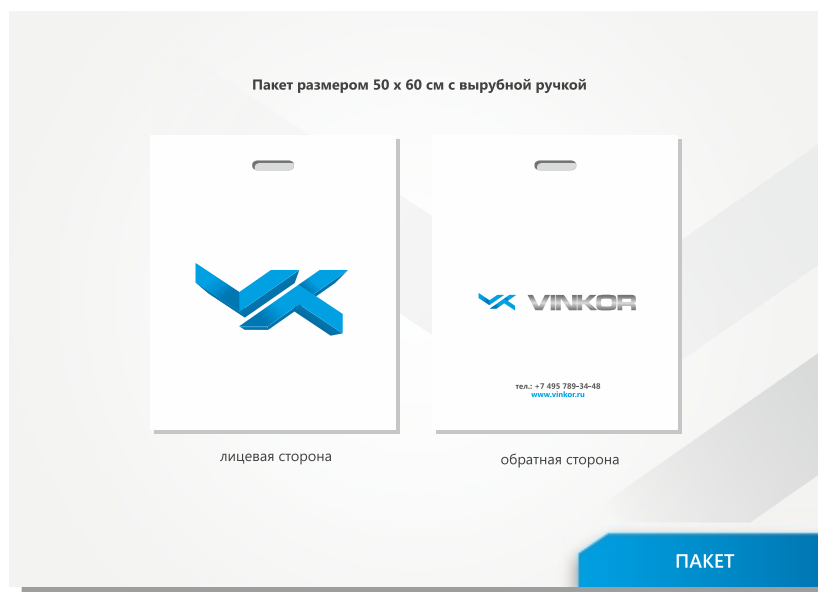 Пакет размером 50 х 60 см с вырубной ручкой
VINKOR
тел.: +7 495 789-34-48
www.vinkor.ru
лицевая сторона
обратная сторона
ПАКЕТ